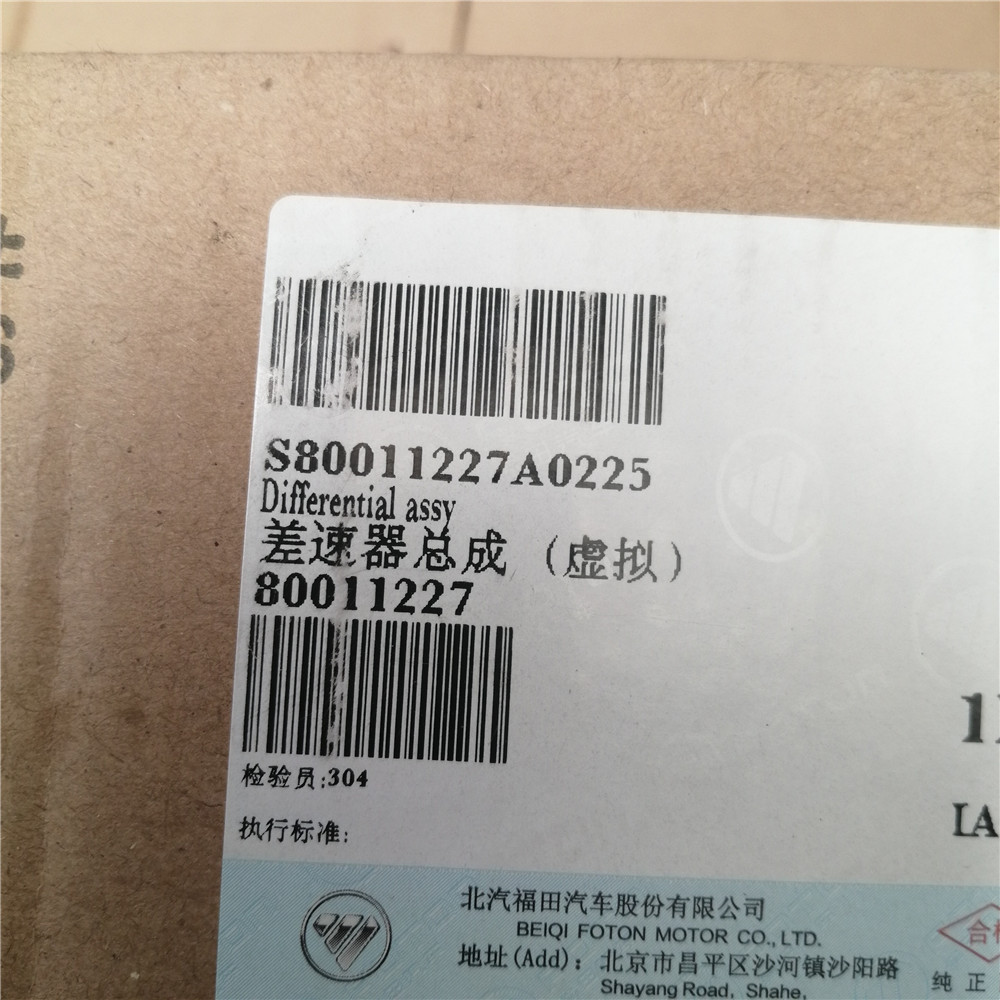 S80011227A0225
Differential assy
差速器总成（虚拟）
80011227
检验员:304
执行标准:
北汽福田汽车股份有限公司
BEIQI FOTON MOTOR CO., LTD.
地址(Add)：北京市昌平区沙河镇沙阳路
Shayang Road, Shahe,
纯 正